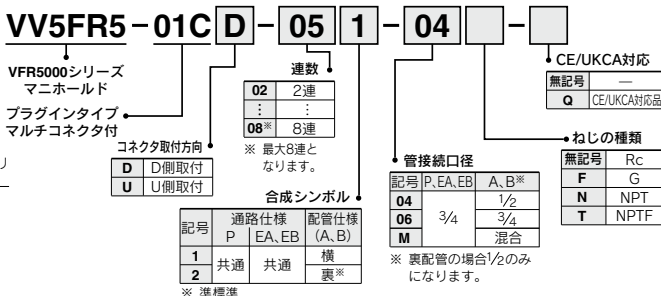 VV5FR5-01C D - 05 1 - 04 -
VFR5000シリーズ
マニホールド
プラグインタイプ
マルチコネクタ付
リ
コネクタ取付方向
D D側取付
U U側取付
連数
02 2連
⋮ ⋮
08※ 8連
※ 最大8連と
なります。
合成シンボル
記号 通路仕様 配管仕様
P EA、EB (A、B)
1 共通 共通 横
2 裏※
※ 準標準
管接続口径
記号 P、EA、EB A、B※
04 3/4 1/2
06 3/4
M 混合
※ 裏配管の場合1/2のみ
になります。
CE/UKCA対応
無記号 —
Q CE/UKCA対応品
ねじの種類
無記号 Rc
F G
N NPT
T NPTF